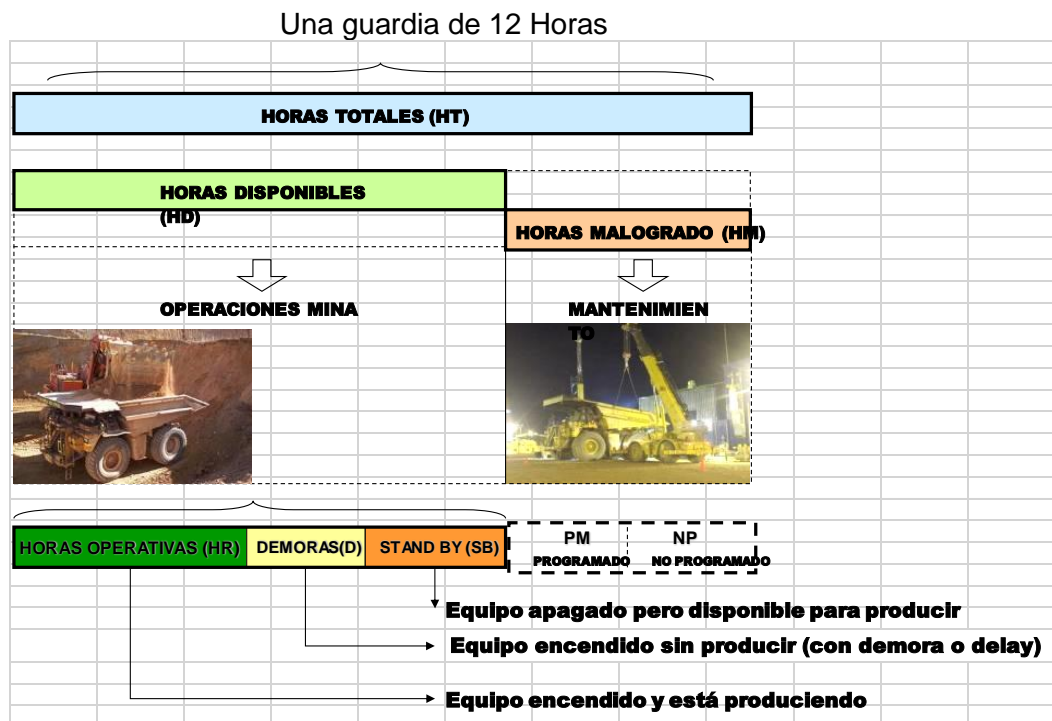 Una guardia de 12 Horas
HORAS TOTALES (HT)
HORAS DISPONIBLES
(HD)
HORAS MALOGRADO (HM)
OPERACIONES MINA
MANTENIMIEN
TO
HORAS OPERATIVAS (HR)
DEMORAS(D)
STAND BY (SB)
PM
PROGRAMADO
NP
NO PROGRAMADO
Equipo apagado pero disponible para producir
Equipo encendido sin producir (con demora o delay)
Equipo encendido y está produciendo